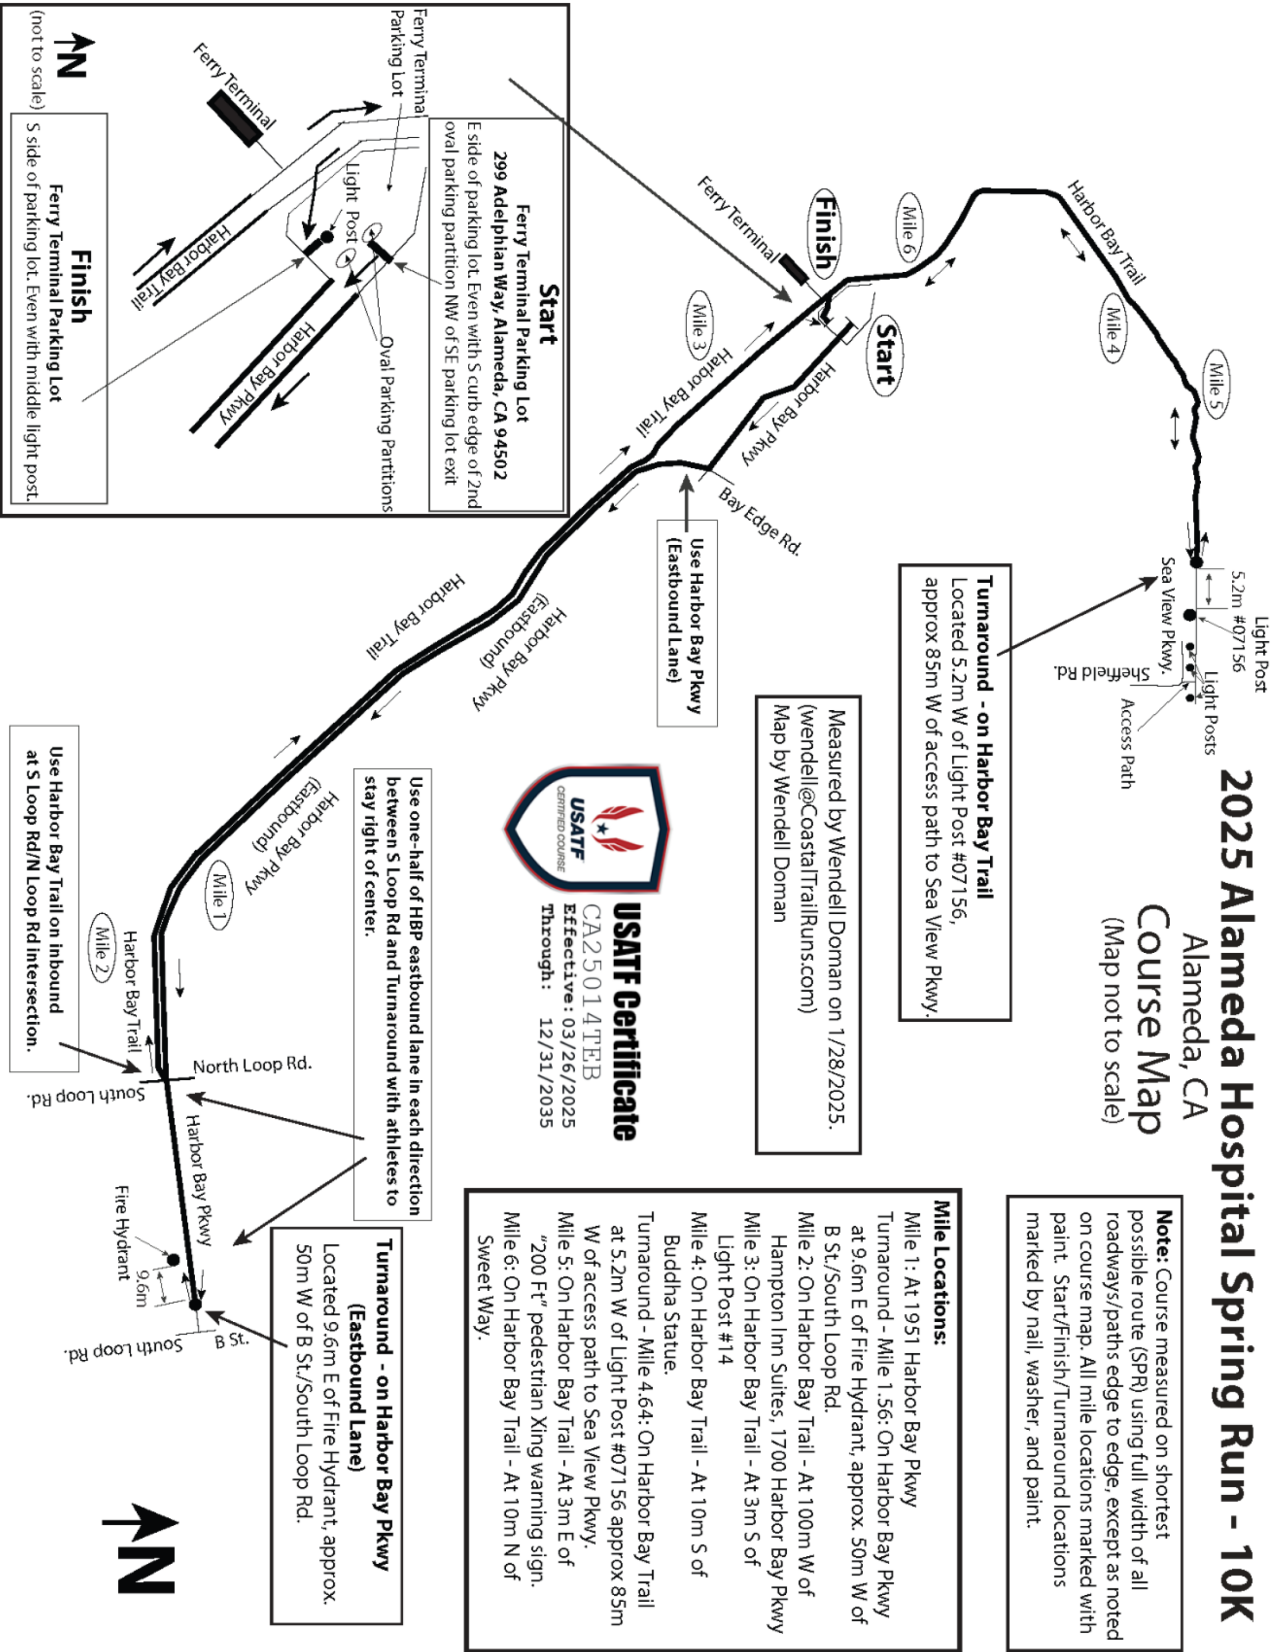 2025 Alameda Hospital Spring Run - 10K
Alameda, CA
Course Map
(Map not to scale)
Note: Course measured on shortest
possible route (SPR) using full width of all
roadways/paths edge to edge, except as noted
on course map. All mile locations marked with
paint. Start/Finish/Turnaround locations
marked by nail, washer, and paint.
Light Post
#07156
5.2m
Light Posts
Sea View Pkwy.
Sheffield Rd.
Access Path
Mile 5
Harbor Bay Trail
Mile 4
Turnaround - on Harbor Bay Trail
Located 5.2m W of Light Post #07156,
approx 85m W of access path to Sea View Pkwy.
Mile 6
Start
Finish
Ferry Terminal
Harbor Bay Pkwy
Bay Edge Rd.
Mile 3
Harbor Bay Trail
Use Harbor Bay Pkwy
(Eastbound Lane)
Measured by Wendell Doman on 1/28/2025.
(wendell@CoastalTrailRuns.com)
Map by Wendell Doman
Mile Locations:
Mile 1: At 1951 Harbor Bay Pkwy
Turnaround - Mile 1.56: On Harbor Bay Pkwy
at 9.6m E of Fire Hydrant, approx. 50m W of
B St./South Loop Rd.
Mile 2: On Harbor Bay Trail - At 100m W of
Hampton Inn Suites, 1700 Harbor Bay Pkwy
Mile 3: On Harbor Bay Trail - At 3m S of
Light Post #14
Mile 4: On Harbor Bay Trail - At 10m S of
Buddha Statue.
Turnaround - Mile 4.64: On Harbor Bay Trail
at 5.2m W of Light Post #07156 approx 85m
W of access path to Sea View Pkwy.
Mile 5: On Harbor Bay Trail - At 3m E of
"200 Ft" pedestrian Xing warning sign.
Mile 6: On Harbor Bay Trail - At 10m N of
Sweet Way.
USATF
CERTIFIED COURSE
USATF Certificate
CA25014TEB
Effective: 03/26/2025
Through: 12/31/2035
Harbor Bay Pkwy
(Eastbound)
Harbor Bay Trail
Start
Ferry Terminal Parking Lot
299 Adelphian Way, Alameda, CA 94502
E side of parking lot. Even with S curb edge of 2nd
oval parking partition NW of SE parking lot exit
Ferry Terminal
Parking Lot
Light Post
Oval Parking Partitions
Ferry Terminal
Harbor Bay Trail
Harbor Bay Pkwy
N
(not to scale)
Finish
Ferry Terminal Parking Lot
S side of parking lot. Even with middle light post.
Use one-half of HBP eastbound lane in each direction
between S Loop Rd and Turnaround with athletes to
stay right of center.
Harbor Bay Pkwy
(Eastbound)
Mile 1
Mile 2
Harbor Bay Trail
North Loop Rd.
South Loop Rd.
Harbor Bay Pkwy
Use Harbor Bay Trail on inbound
at S Loop Rd/N Loop Rd intersection.
Fire Hydrant
9.6m
B St.
South Loop Rd.
Turnaround - on Harbor Bay Pkwy
(Eastbound Lane)
Located 9.6m E of Fire Hydrant, approx.
50m W of B St./South Loop Rd.
N